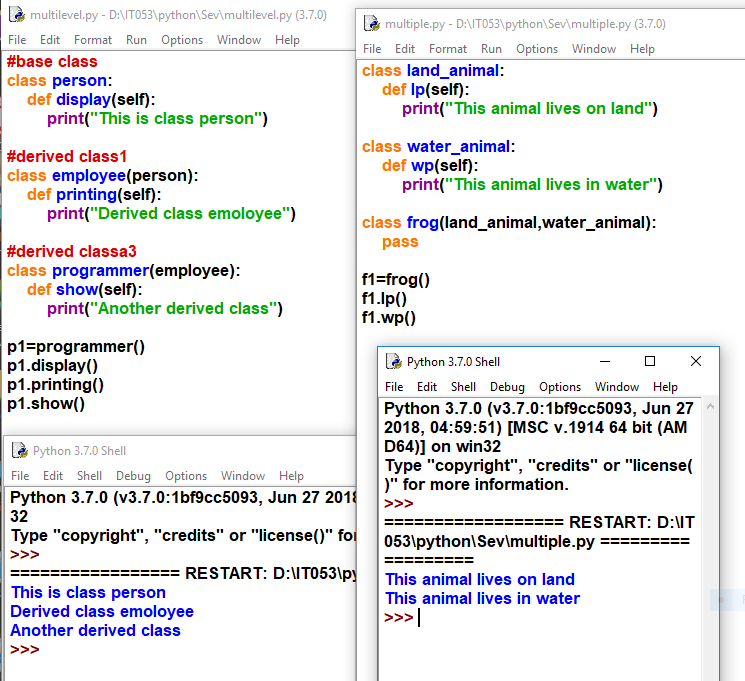 multilevel.py - D:\IT053\python\Sev\multilevel.py (3.7.0)
File Edit Format Run Options Window Help
#base class
class person:
    def display(self):
        print("This is class person")

#derived class1
class employee(person):
    def printing(self):
        print("Derived class emoloyee")

#derived classa3
class programmer(employee):
    def show(self):
        print("Another derived class")

p1=programmer()
p1.display()
p1.printing()
p1.show()
Python 3.7.0 Shell
File Edit Shell Debug Options Window Help
Python 3.7.0 (v3.7.0:1bf9cc5093, Jun 27 2018
32
Type "copyright", "credits" or "license()" for
>>>
================= RESTART: D:\IT053\py
This is class person
Derived class emoloyee
Another derived class
>>>
multiple.py - D:\IT053\python\Sev\multiple.py (3.7.0)
File Edit Format Run Options Window Help
class land_animal:
    def lp(self):
        print("This animal lives on land")

class water_animal:
    def wp(self):
        print("This animal lives in water")

class frog(land_animal,water_animal):
    pass

f1=frog()
f1.lp()
f1.wp()
Python 3.7.0 Shell
File Edit Shell Debug Options Window Help
Python 3.7.0 (v3.7.0:1bf9cc5093, Jun 27
2018, 04:59:51) [MSC v.1914 64 bit (AM
D64)] on win32
Type "copyright", "credits" or "license(
)" for more information.
>>>
================== RESTART: D:\IT
053\python\Sev\multiple.py =========
=========
This animal lives on land
This animal lives in water
>>>